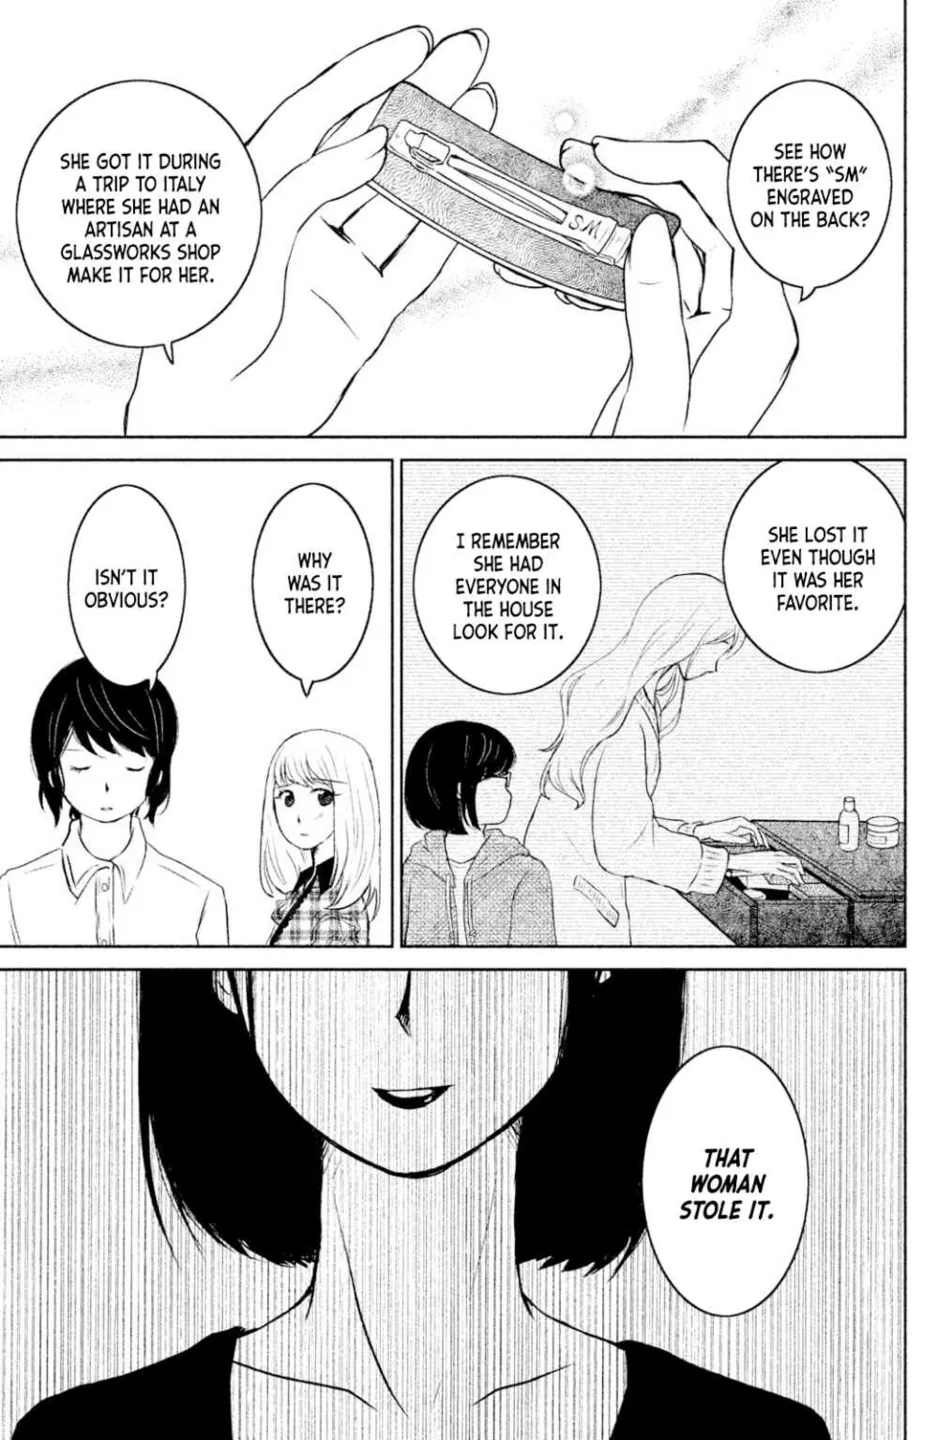 SEE HOW
THERE'S "SM"
ENGRAVED
ON THE BACK?
SHE GOT IT DURING
A TRIP TO ITALY
WHERE SHE HAD AN
ARTISAN AT A
GLASSWORKS SHOP
MAKE IT FOR HER.
SM
SHE LOST IT
EVEN THOUGH
IT WAS HER
FAVORITE.
I REMEMBER
SHE HAD
EVERYONE IN
THE HOUSE
LOOK FOR IT.
WHY
WAS IT
THERE?
ISN'T IT
OBVIOUS?
THAT
WOMAN
STOLE IT.